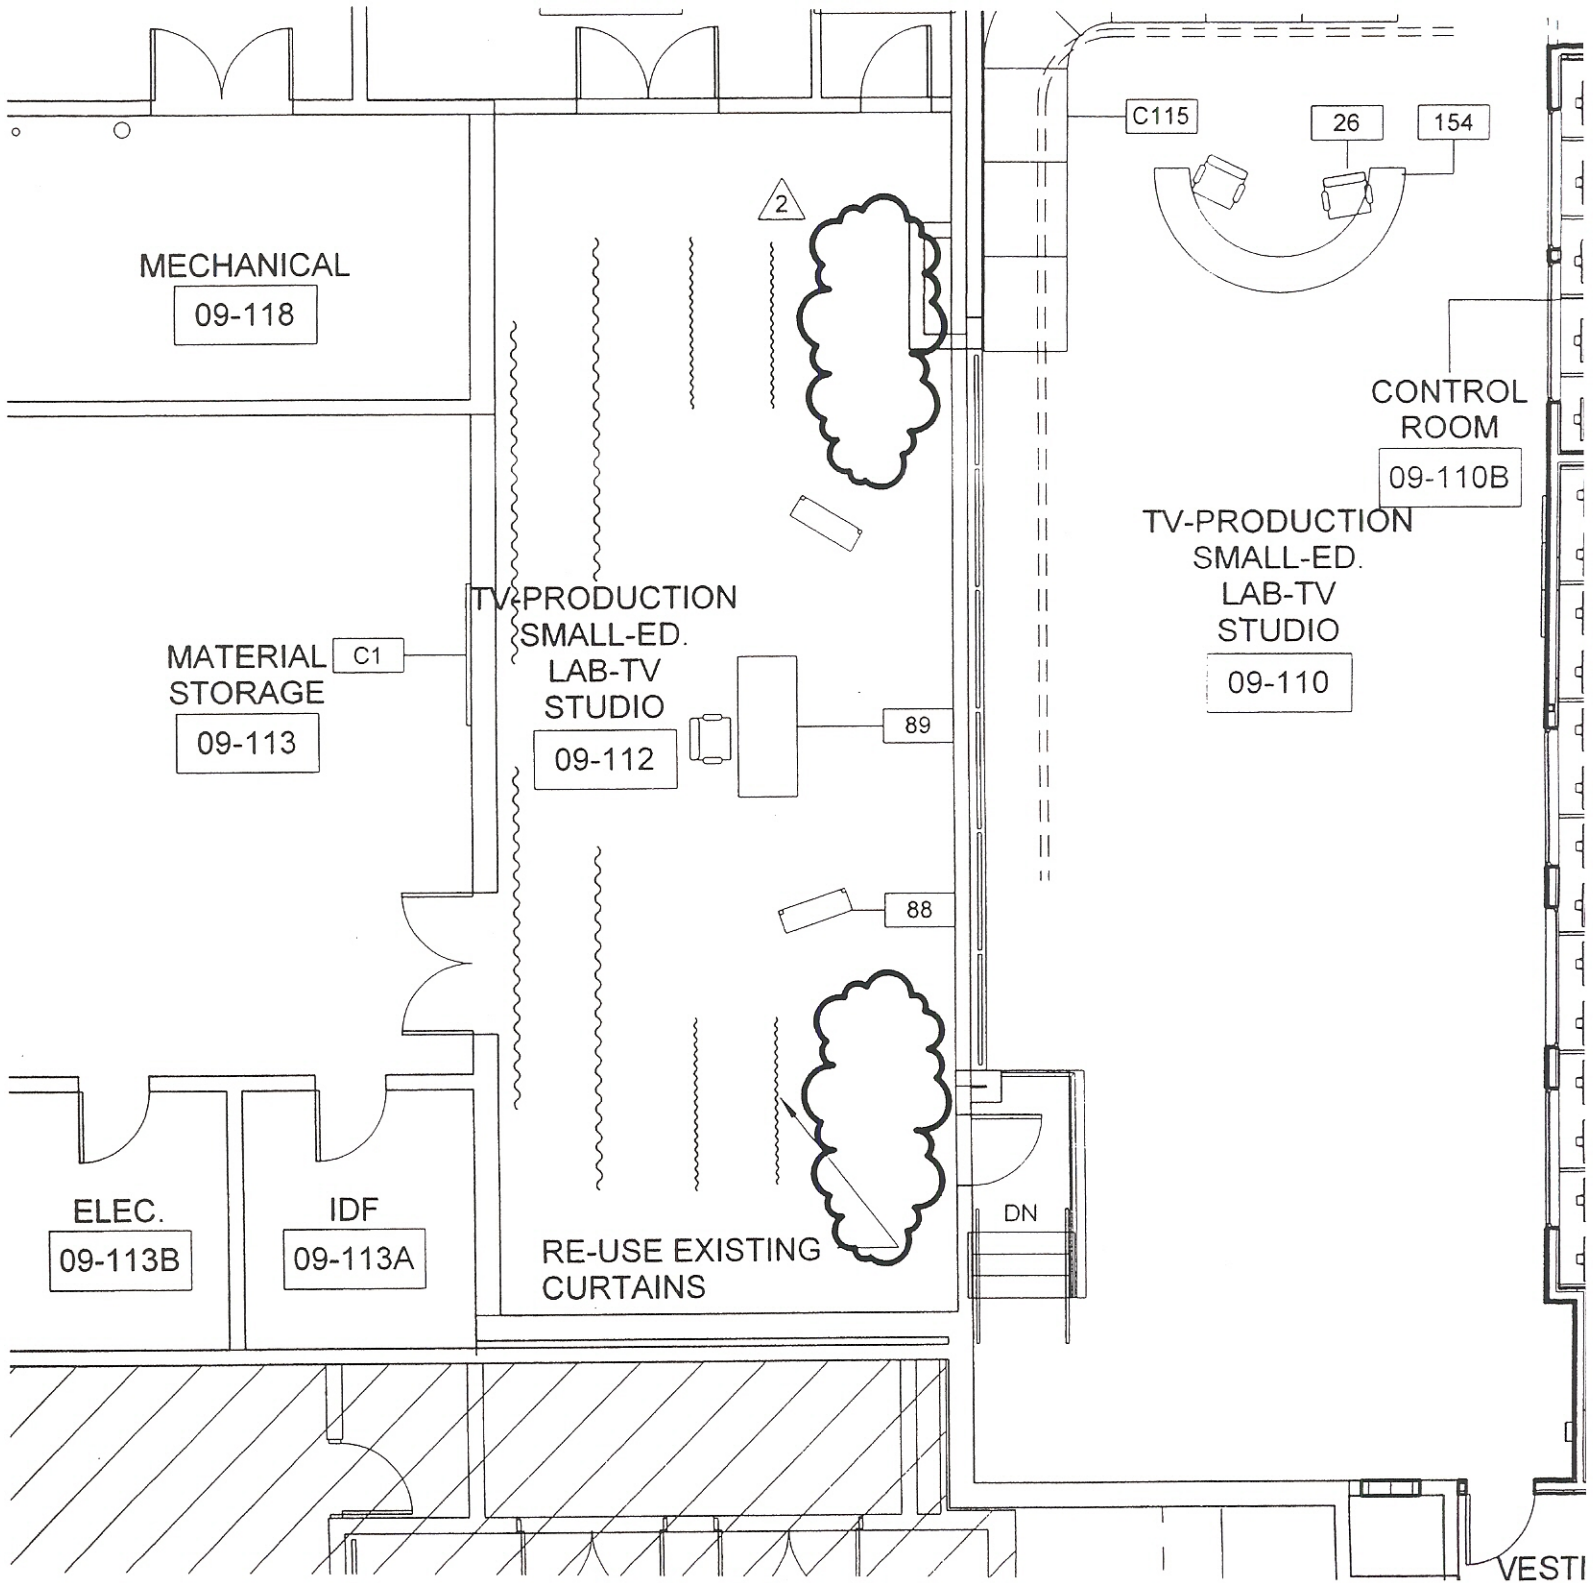 C115
26
154
2
MECHANICAL
09-118
CONTROL
ROOM
09-110B
TV-PRODUCTION
SMALL-ED.
LAB-TV
STUDIO
09-110
TV-PRODUCTION
SMALL-ED.
LAB-TV
STUDIO
09-112
MATERIAL
STORAGE
09-113
C1
89
88
ELEC.
09-113B
IDF
09-113A
DN
RE-USE EXISTING
CURTAINS
VESTI